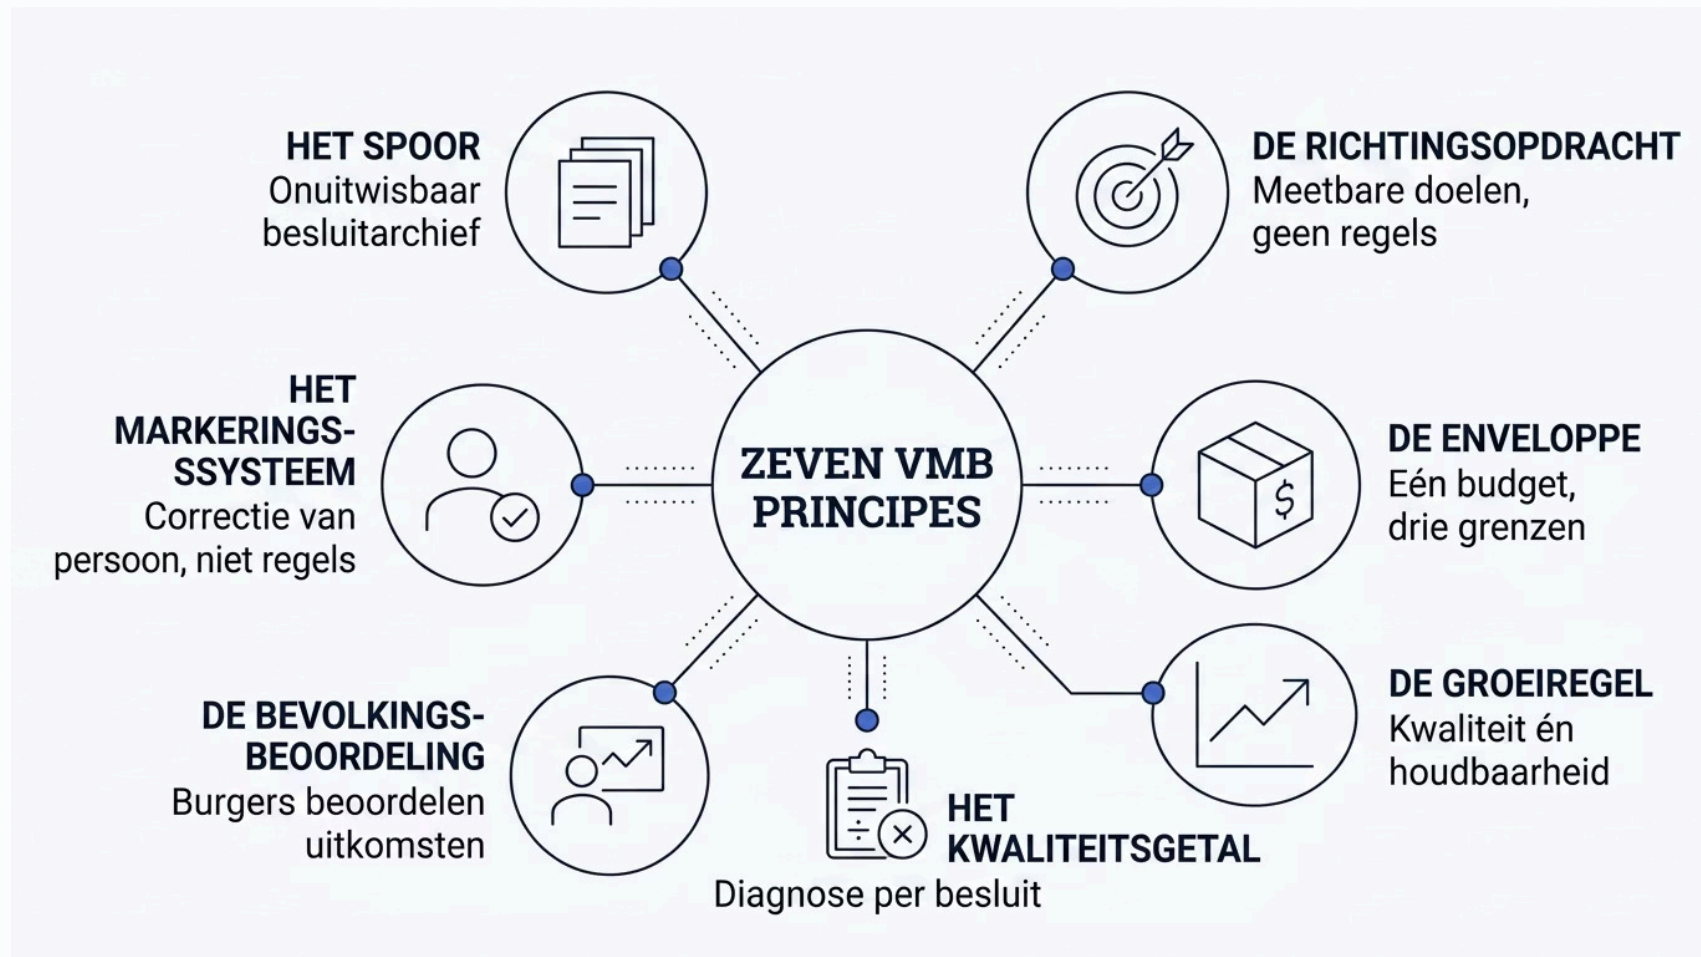 HET SPOOR
Onuitwisbaar
besluitarchief
DE RICHTINGSOPDRACHT
Meetbare doelen,
geen regels
HET
MARKERINGS-
SSYSTEEM
Correctie van
persoon, niet regels
ZEVEN VMB
PRINCIPES
DE ENVELOPPE
Eén budget,
drie grenzen
$
DE BEVOLKINGS-
BEOORDELING
Burgers beoordelen
uitkomsten
HET
KWALITEITSGETAL
Diagnose per besluit
DE GROEIREGEL
Kwaliteit én
houdbaarheid